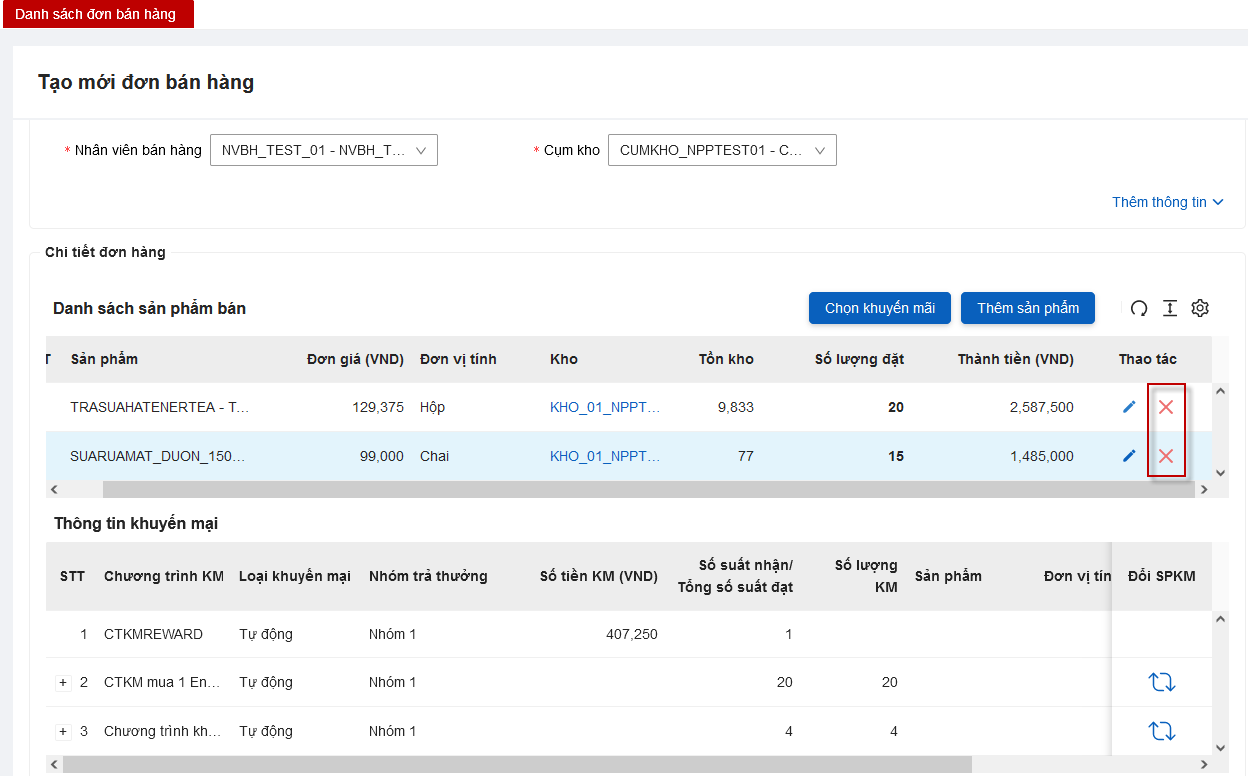 Danh sách đơn bán hàng
Tạo mới đơn bán hàng
* Nhân viên bán hàng NVBH_TEST_01 - NVBH_T... * Cụm kho CUMKHO_NPPTEST01 - C...
Thêm thông tin
Chi tiết đơn hàng
Danh sách sản phẩm bán Chọn khuyến mãi Thêm sản phẩm
T Sản phẩm Đơn giá (VND) Đơn vị tính Kho Tồn kho Số lượng đặt Thành tiền (VND) Thao tác
TRASUAHATENERTEA - T... 129,375 Hộp KHO_01_NPPT... 9,833 20 2,587,500
SUARUAMAT_DUON_150... 99,000 Chai KHO_01_NPPT... 77 15 1,485,000
Thông tin khuyến mại
STT Chương trình KM Loại khuyến mại Nhóm trả thưởng Số tiền KM (VND) Số suất nhận/ Tổng số suất đạt Số lượng KM Sản phẩm Đơn vị tín Đổi SPKM
1 CTKMREWARD Tự động Nhóm 1 407,250 1
+ 2 CTKM mua 1 En... Tự động Nhóm 1 20 20
+ 3 Chương trình kh... Tự động Nhóm 1 4 4